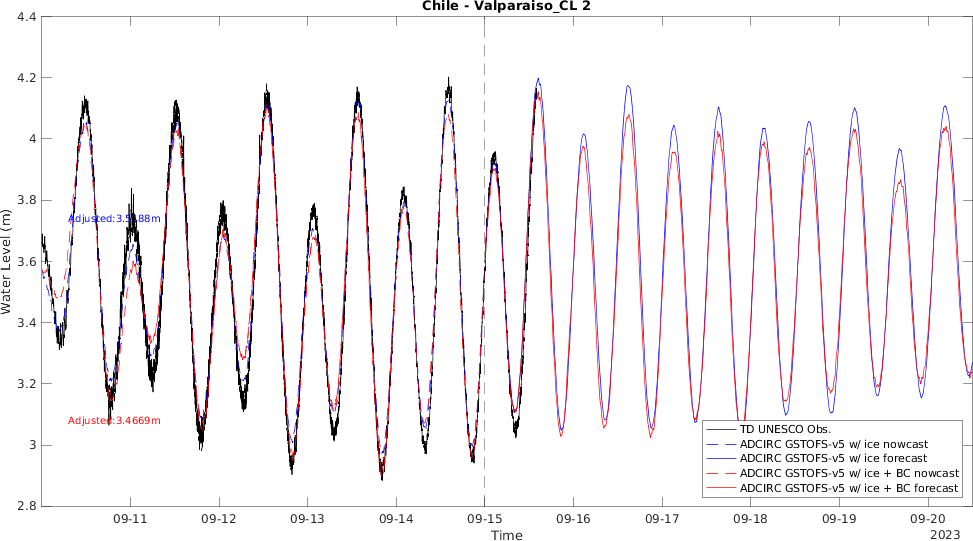 Chile - Valparaiso_CL 2
4.4
4.2
4
3.8
3.6
3.4
3.2
3
2.8
Water Level (m)
Adjusted:3.4669m
09-11
09-12
09-13
09-14
09-15
09-16
09-17
09-18
09-19
09-20
2023
Time
TD UNESCO Obs.
ADCIRC GSTOFS-v5 w/ ice nowcast
ADCIRC GSTOFS-v5 w/ ice forecast
ADCIRC GSTOFS-v5 w/ ice + BC nowcast
ADCIRC GSTOFS-v5 w/ ice + BC forecast